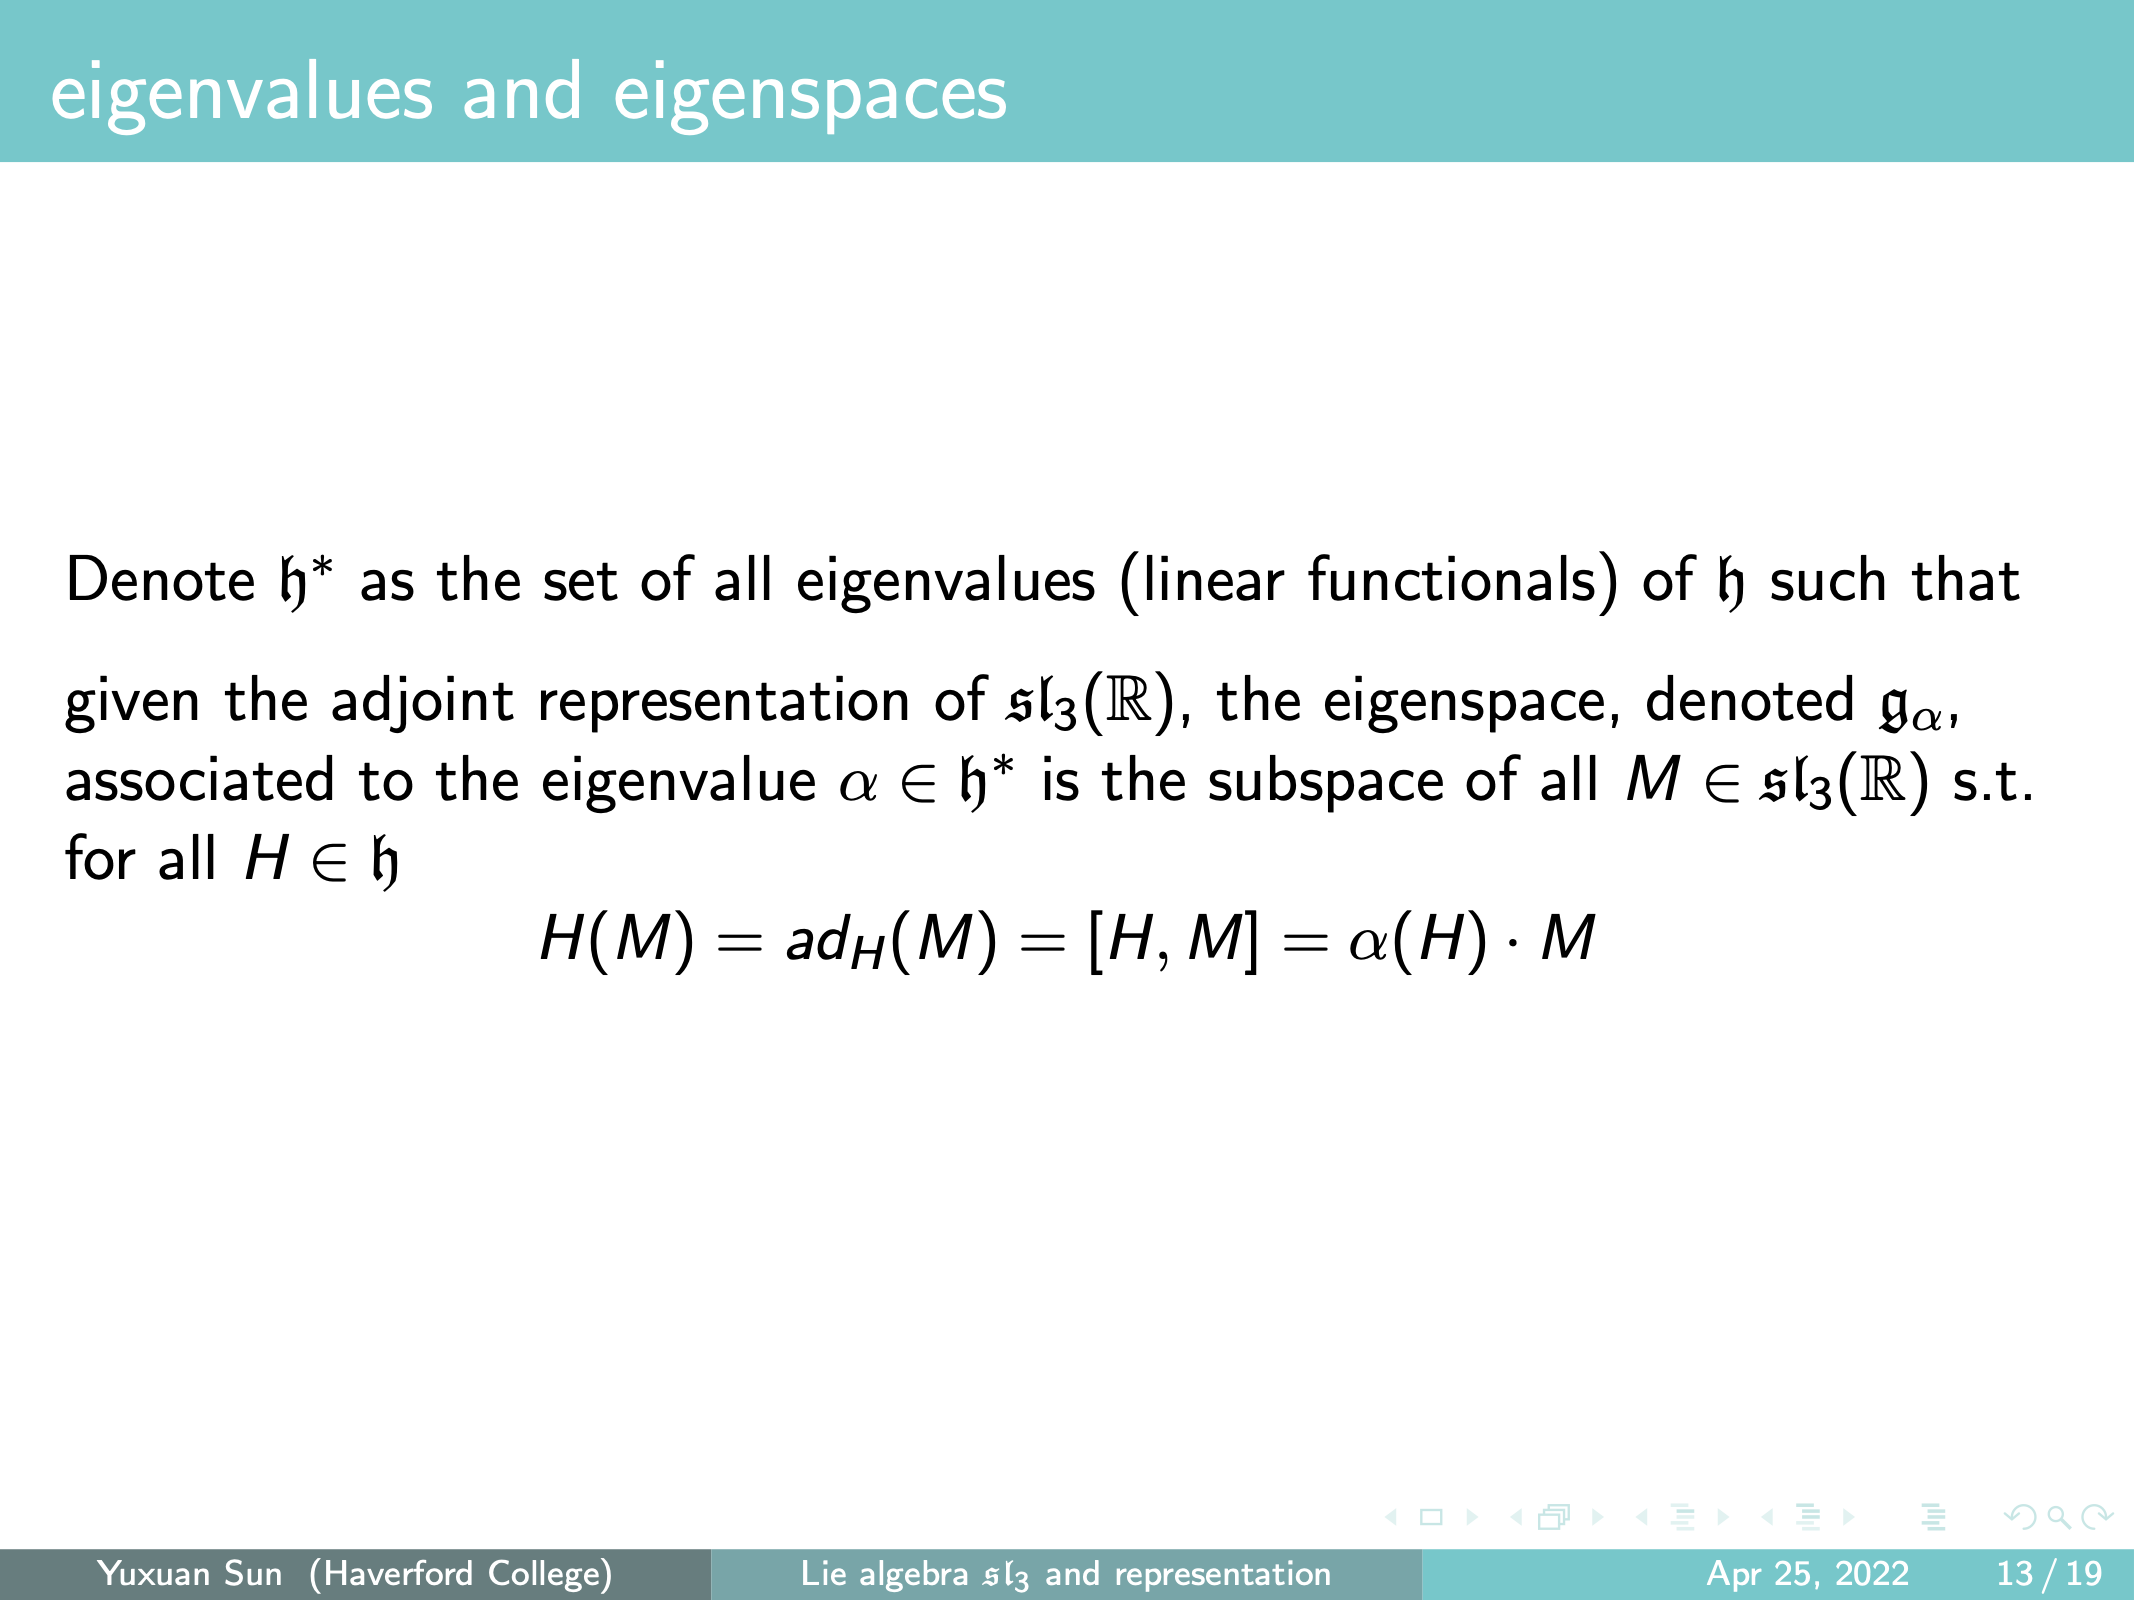 eigenvalues and eigenspaces
Denote 𝔥* as the set of all eigenvalues (linear functionals) of 𝔥 such that
given the adjoint representation of 𝔰𝔩₃(ℝ), the eigenspace, denoted 𝔤_α,
associated to the eigenvalue α ∈ 𝔥* is the subspace of all M ∈ 𝔰𝔩₃(ℝ) s.t.
for all H ∈ 𝔥
H(M) = ad_H(M) = [H, M] = α(H) · M
Yuxuan Sun (Haverford College)
Lie algebra 𝔰𝔩₃ and representation
Apr 25, 2022
13 / 19